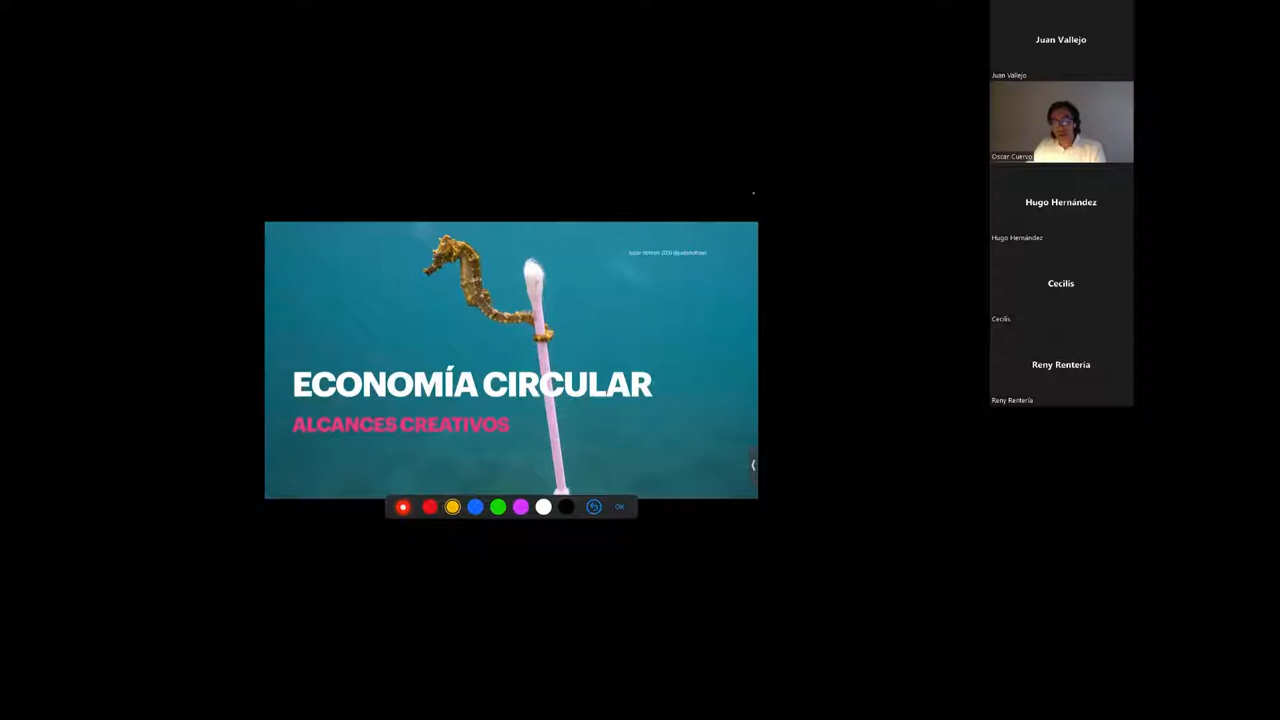 ECONOMÍA CIRCULAR
ALCANCES CREATIVOS
OK
Juan Vallejo
Juan Vallejo
Oscar Cuervo
Hugo Hernández
Hugo Hernández
Cecilis
Cecilis
Reny Rentería
Reny Rentería